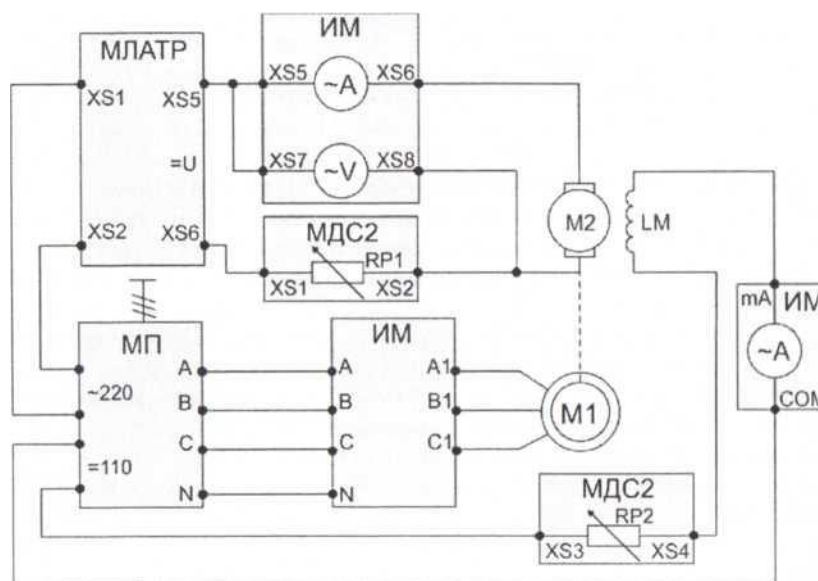 МЛАТР
XS1
XS5
=U
XS2
XS6
ИМ
XS5
~A
XS6
XS7
~V
XS8
МДС2
RP1
XS1
XS2
M2
LM
mA
ИМ
~A
COM
МП
A
~220
B
C
=110
N
ИМ
A
A1
B
B1
C
C1
N
M1
МДС2
RP2
XS3
XS4